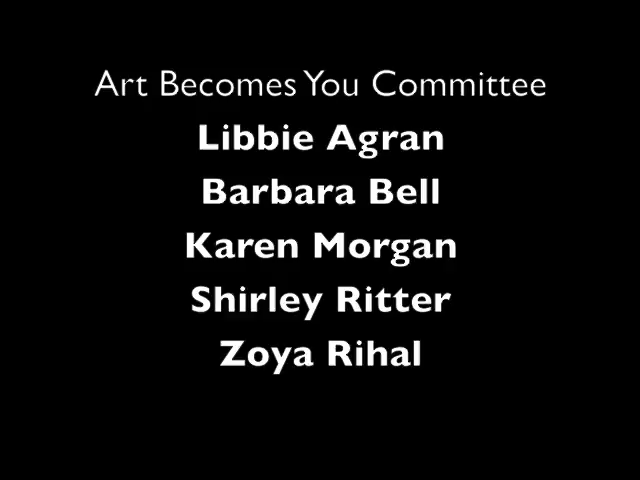 Art Becomes You Committee
Libbie Agran
Barbara Bell
Karen Morgan
Shirley Ritter
Zoya Rihal